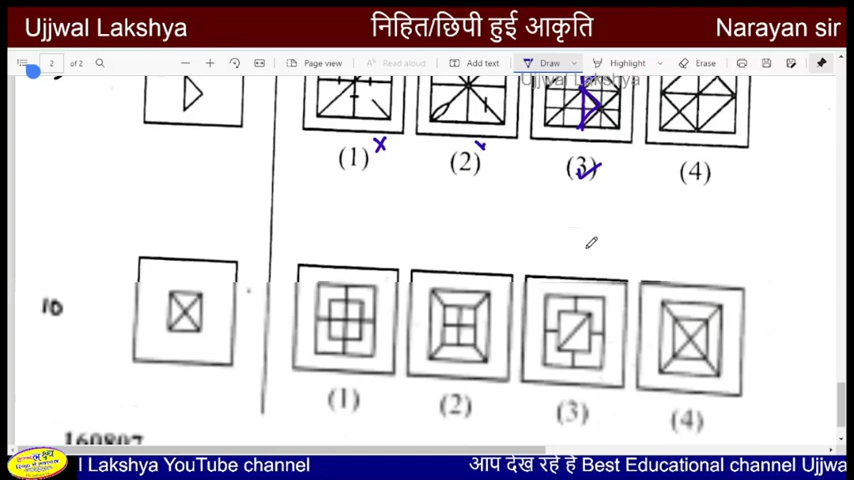 Ujjwal Lakshya
निहित/छिपी हुई आकृति
Narayan sir
2 of 2
Page view
Read aloud
Add text
Draw
Highlight
Erase
Ujjwal Lakshya
(1) (2) (3) (4)
10
(1) (2) (3) (4)
160807
l Lakshya YouTube channel
आप देख रहे हैं Best Educational channel Ujjwa